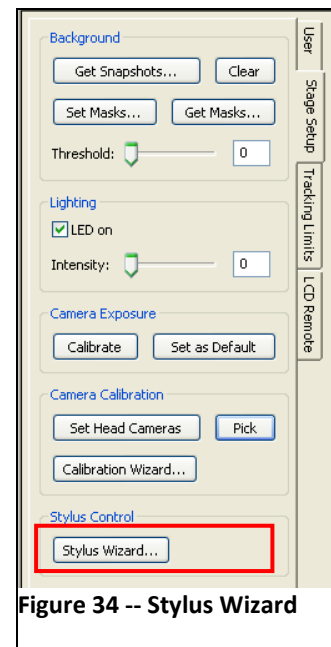 Background
Get Snapshots... Clear
Set Masks... Get Masks...
Threshold: 0
Lighting
LED on
Intensity: 0
Camera Exposure
Calibrate Set as Default
Camera Calibration
Set Head Cameras Pick
Calibration Wizard...
Stylus Control
Stylus Wizard...
User
Stage Setup
Tracking Limits
LCD Remote
Figure 34 -- Stylus Wizard